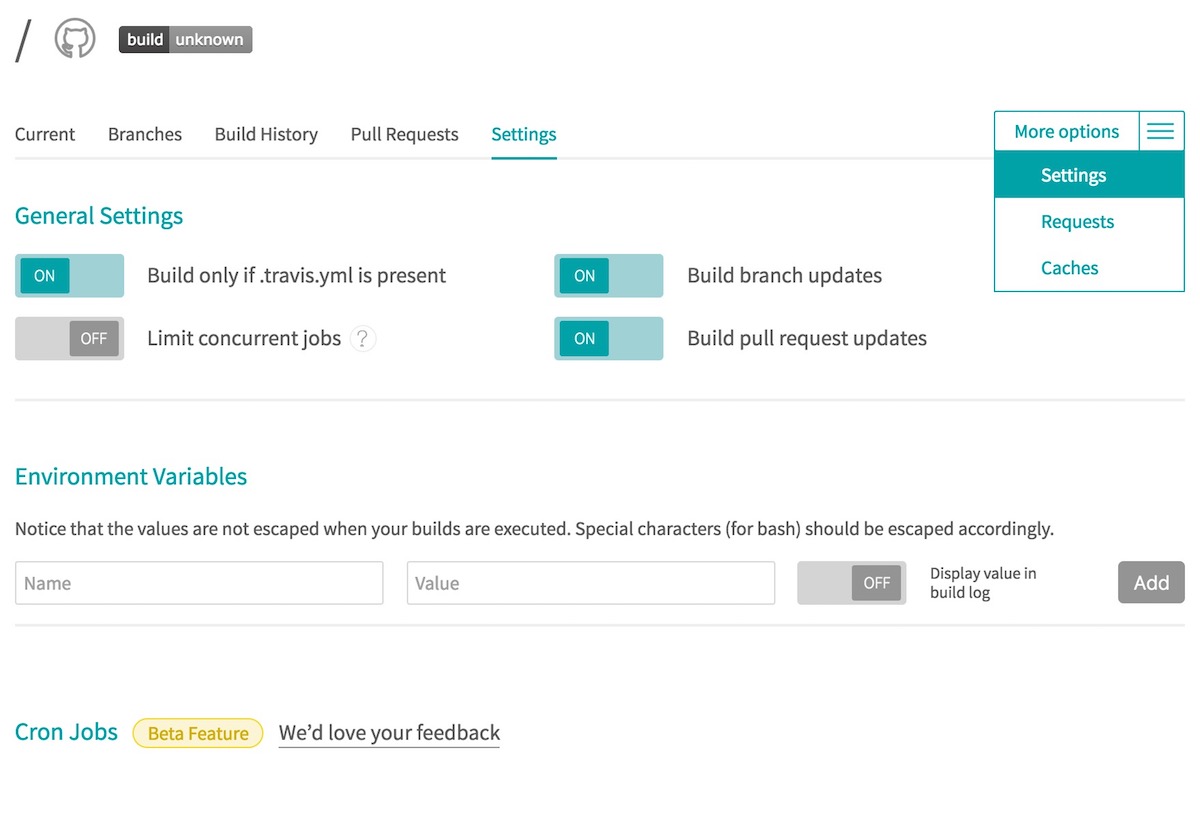 / build unknown
Current Branches Build History Pull Requests Settings More options
Settings
Requests
Caches
General Settings
ON Build only if .travis.yml is present ON Build branch updates
OFF Limit concurrent jobs ? ON Build pull request updates
Environment Variables
Notice that the values are not escaped when your builds are executed. Special characters (for bash) should be escaped accordingly.
Name Value OFF Display value in
build log
Add
Cron Jobs Beta Feature We’d love your feedback